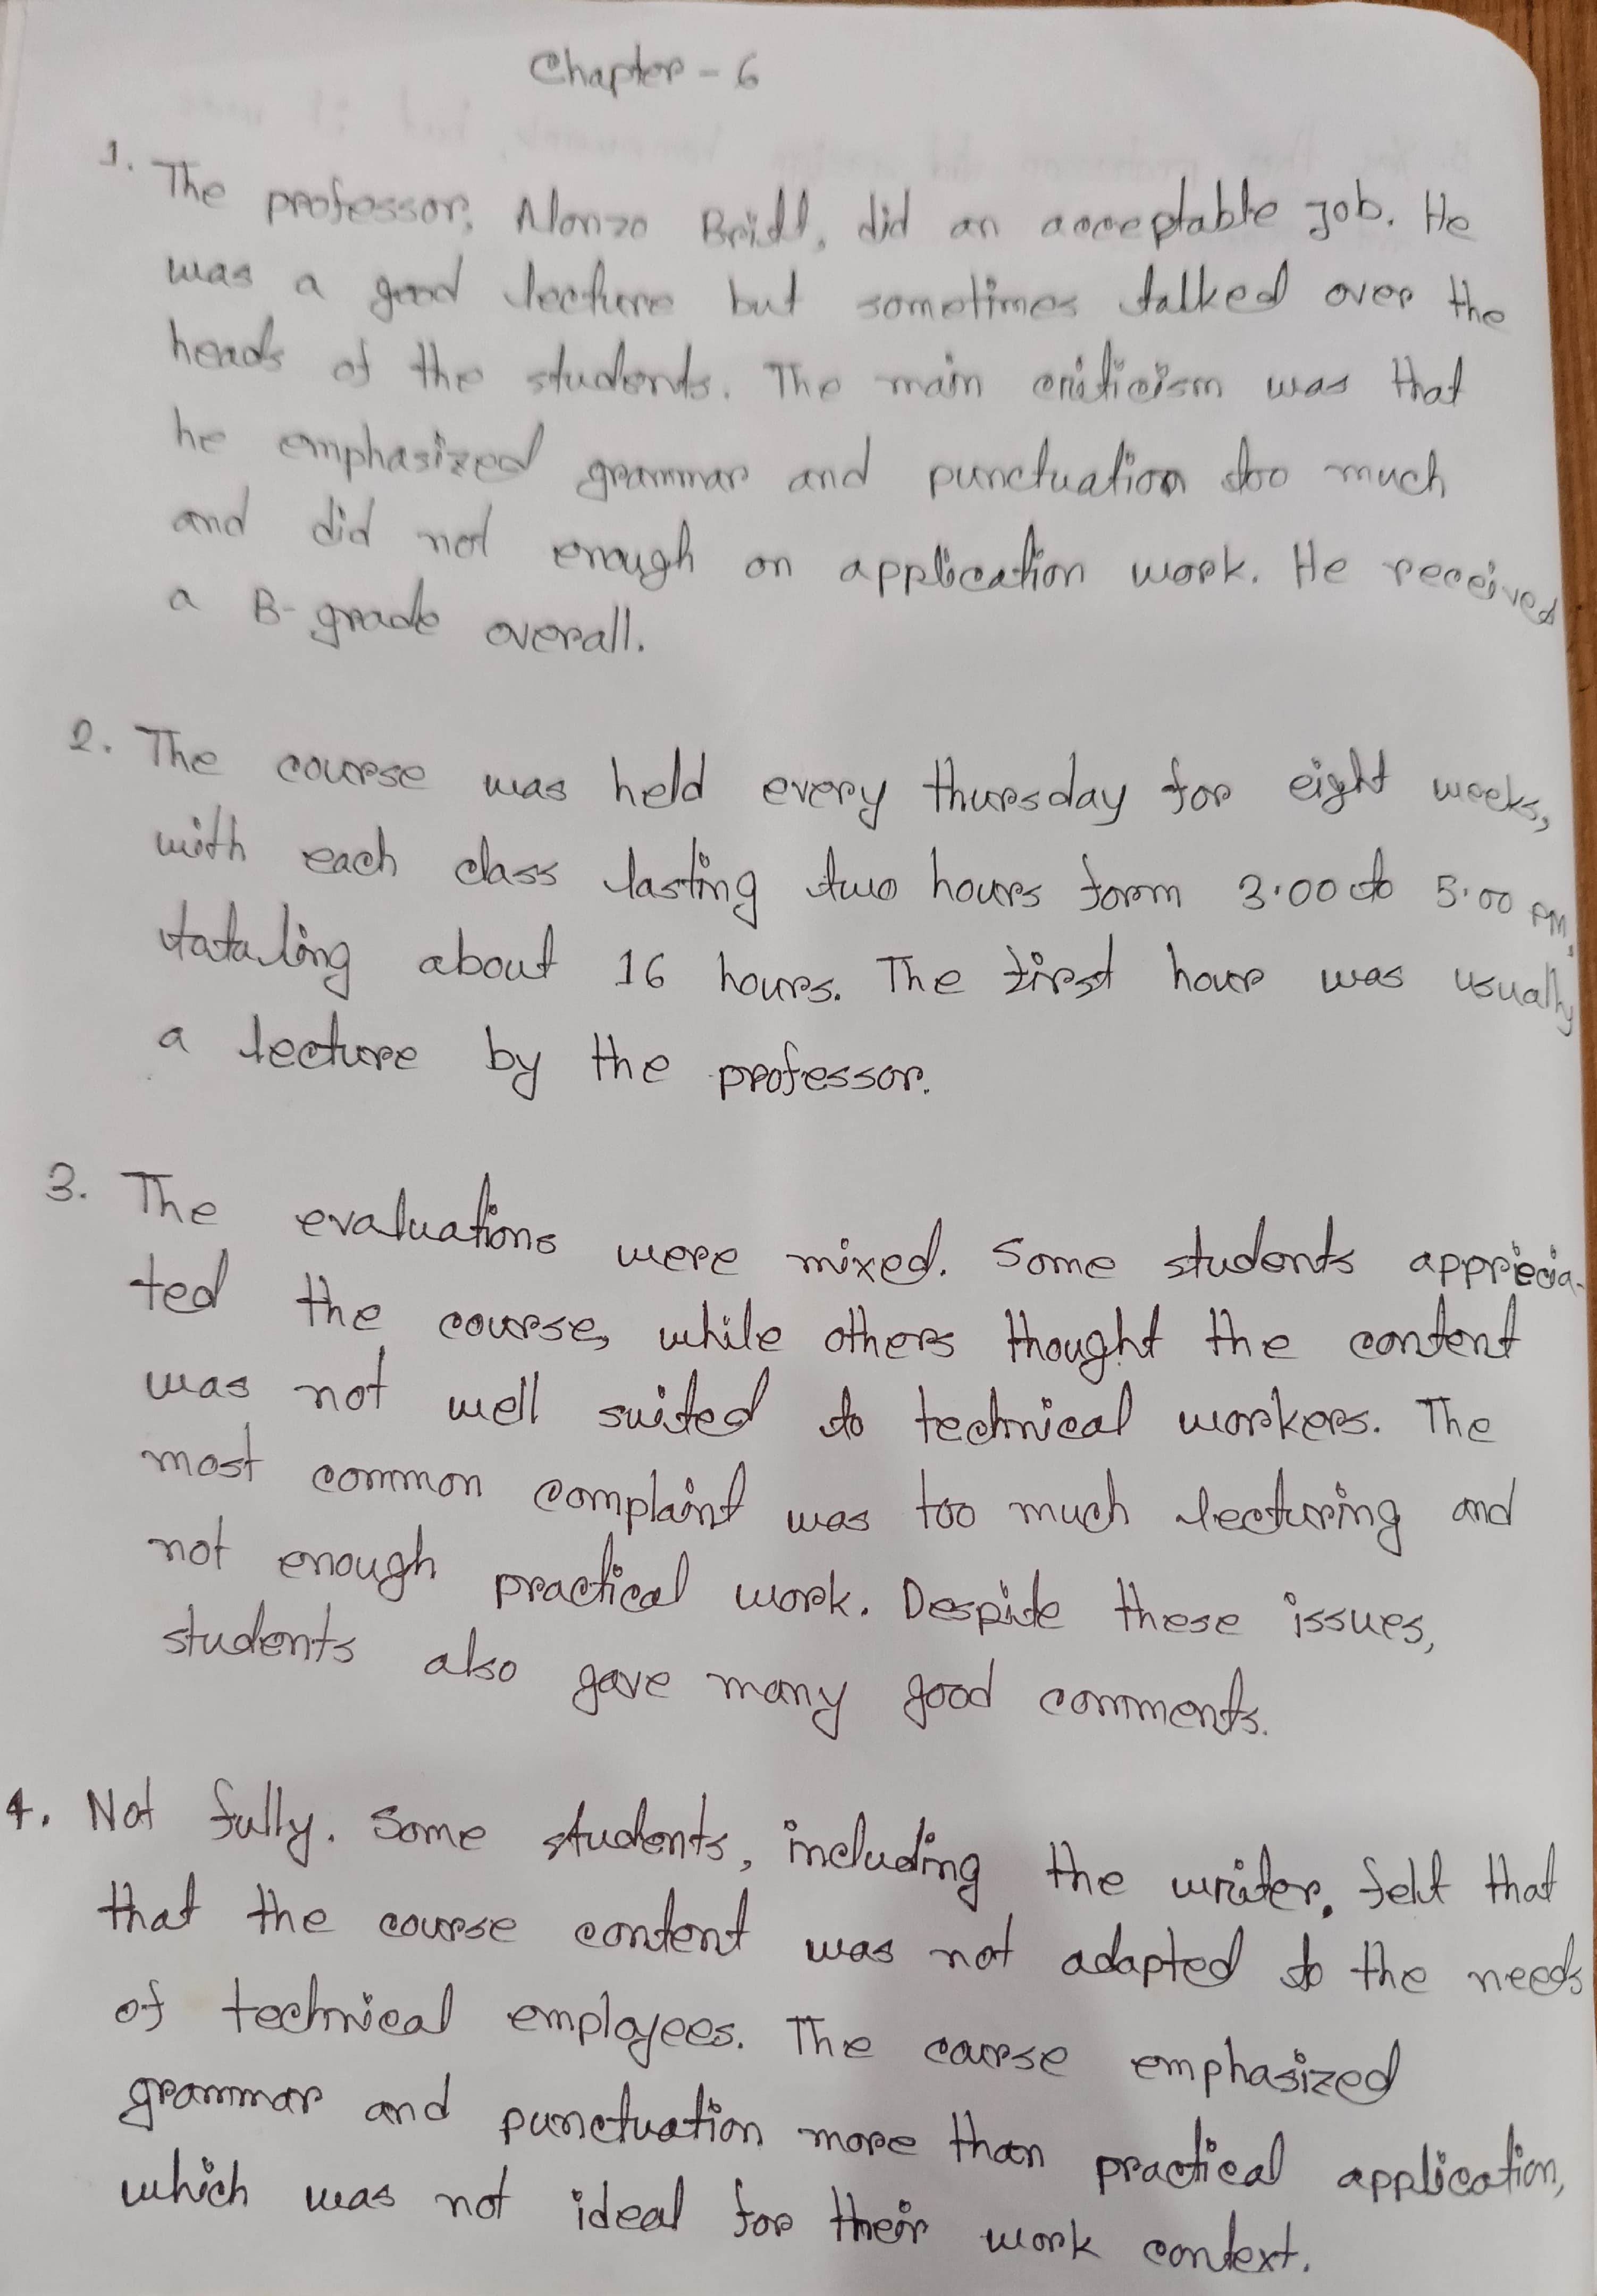 Chapter - 6
1. The professor, Alonzo Bridl, did an acceptable job. He
was a good lecture but sometimes talked over the
heads of the students. The main criticism was that
he emphasized grammar and punctuation too much
and did not enough on application work. He received
a B- grade overall.
2. The course was held every thursday for eight weeks,
with each class lasting two hours form 3:00 to 5:00 PM,
tataling about 16 hours. The first hour was usually
a lecture by the professor.
3. The evaluations were mixed. Some students apprecia-
ted the course, while others thought the content
was not well suited to technical workers. The
most common complaint was too much lecturing and
not enough practical work. Despite these issues,
students also gave many good comments.
4. Not fully. Some students, including the writer, felt that
that the course content was not adapted to the needs
of technical employees. The course emphasized
grammar and punctuation more than practical application,
which was not ideal for their work context.